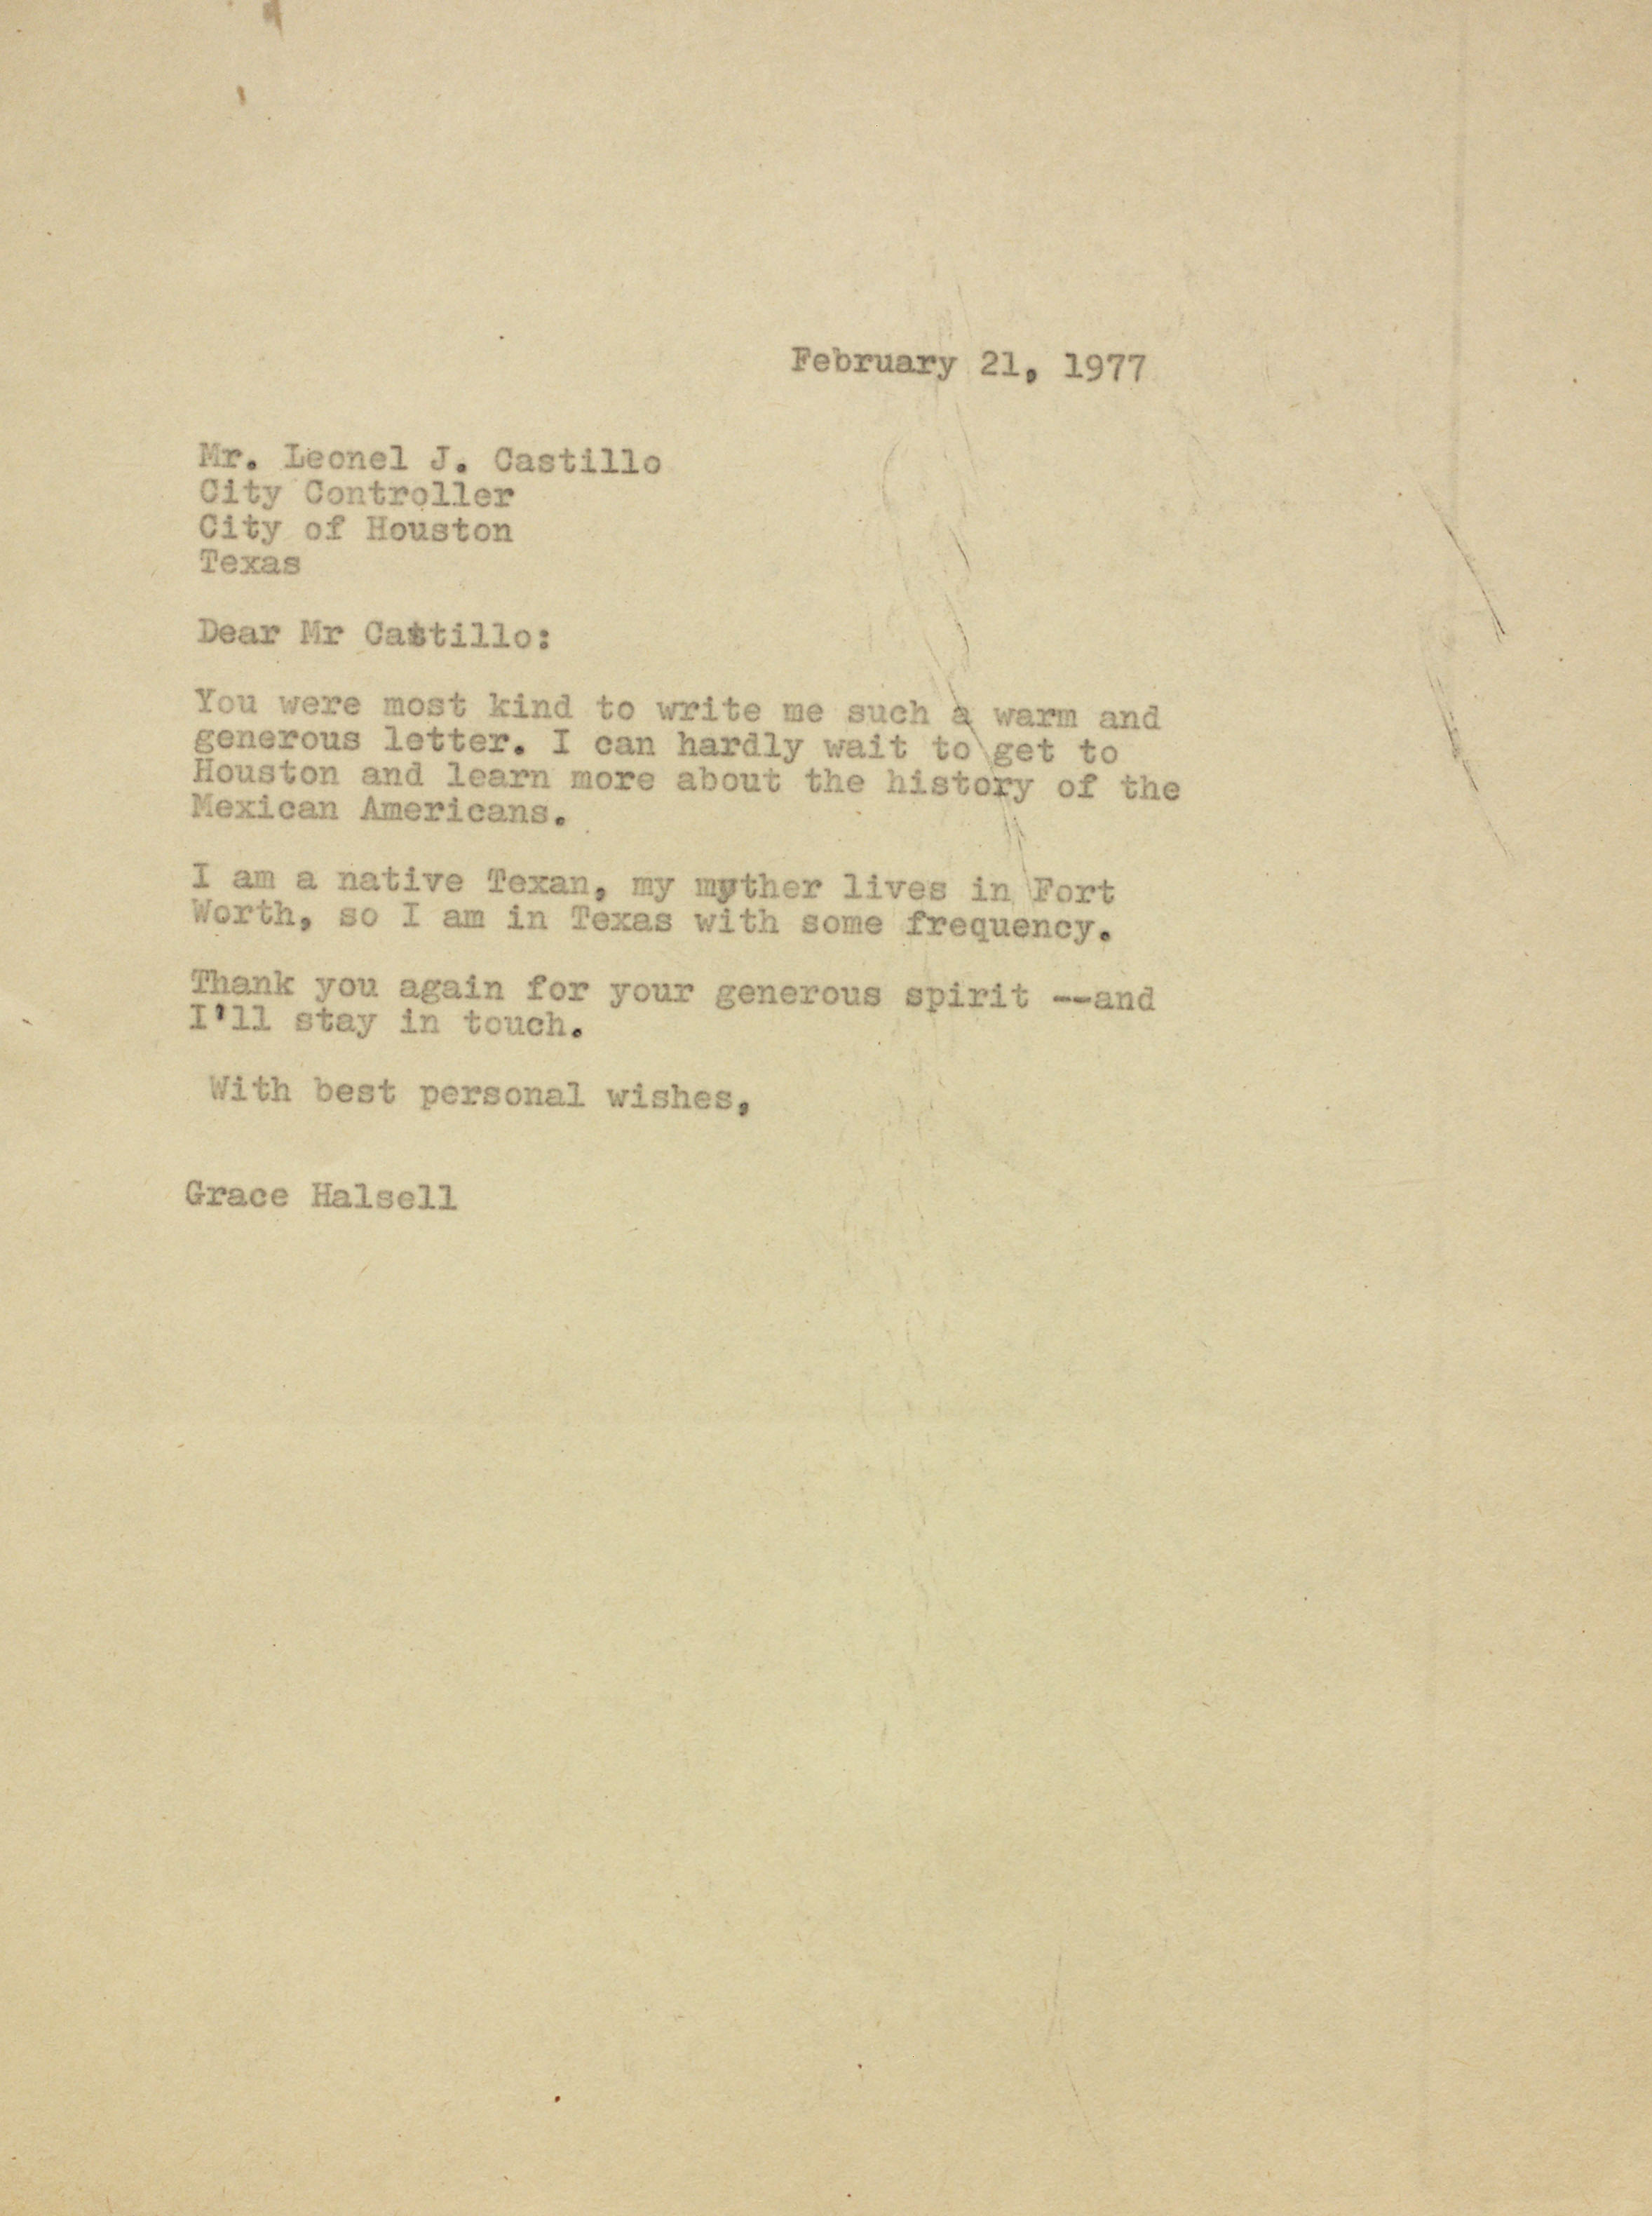 February 21, 1977
Mr. Leonel J. Castillo
City Controller
City of Houston
Texas
Dear Mr Castillo:
You were most kind to write me such a warm and
generous letter. I can hardly wait to get to
Houston and learn more about the history of the
Mexican Americans.
I am a native Texan, my mother lives in Fort
Worth, so I am in Texas with some frequency.
Thank you again for your generous spirit --and
I'll stay in touch.
With best personal wishes,
Grace Halsell